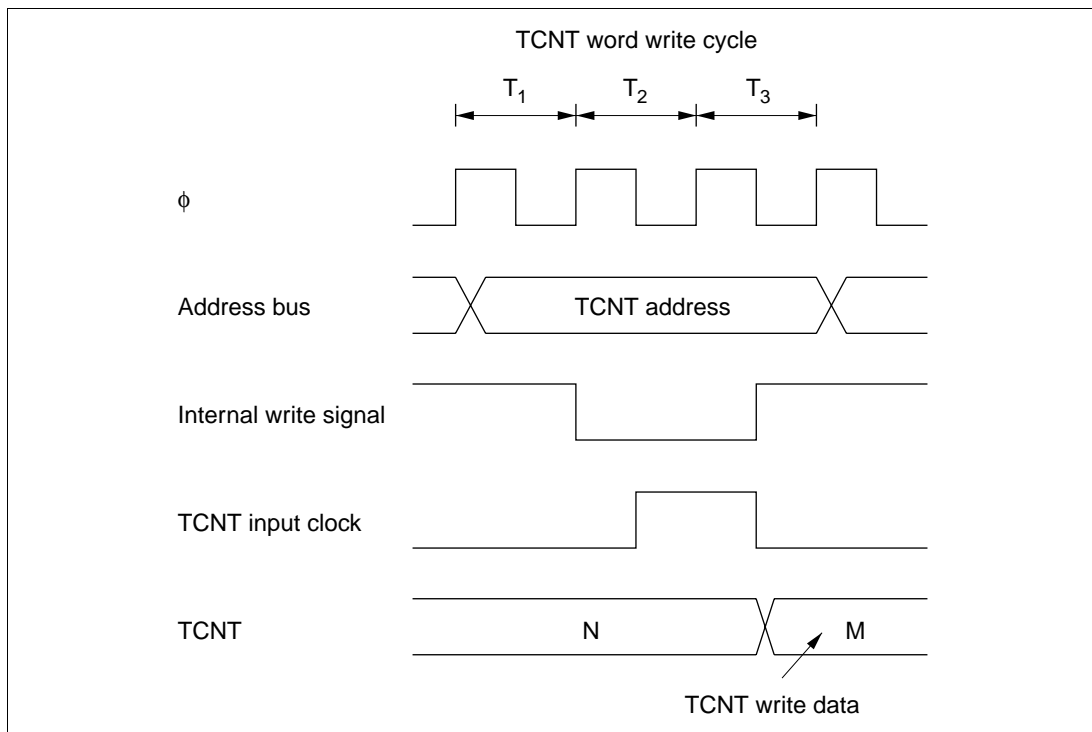 TCNT word write cycle
T1 T2 T3
ϕ
Address bus
TCNT address
Internal write signal
TCNT input clock
TCNT
N
M
TCNT write data